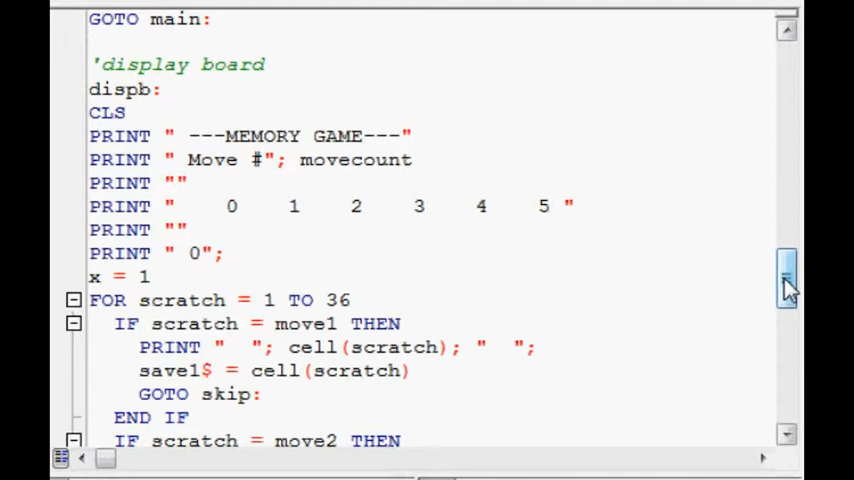 GOTO main:
'display board
dispb:
CLS
PRINT " ---MEMORY GAME---"
PRINT " Move #"; movecount
PRINT ""
PRINT "    0    1    2    3    4    5 "
PRINT ""
PRINT " 0";
x = 1
FOR scratch = 1 TO 36
IF scratch = move1 THEN
PRINT "  "; cell(scratch); "  ";
save1$ = cell(scratch)
GOTO skip:
END IF
IF scratch = move2 THEN